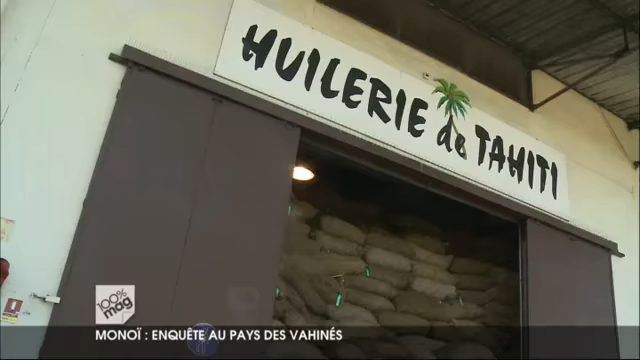 HUILERIE de TAHITI
100%
mag
MONOÏ : ENQUÊTE AU PAYS DES VAHINÉS